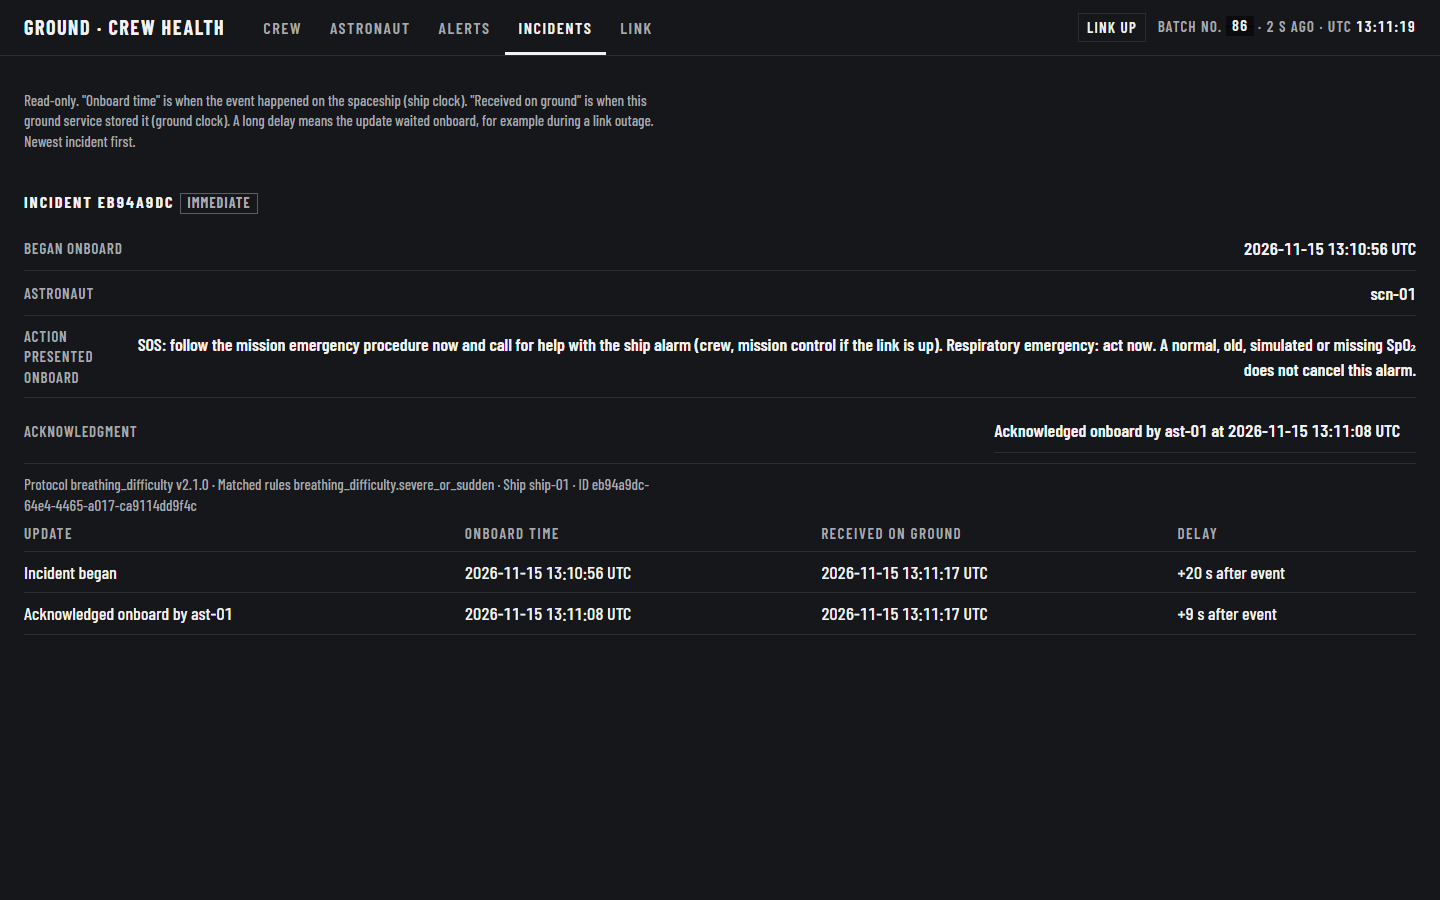 GROUND · CREW HEALTH CREW ASTRONAUT ALERTS INCIDENTS LINK LINK UP BATCH NO. 86 · 2 S AGO · UTC 13:11:19
Read-only. "Onboard time" is when the event happened on the spaceship (ship clock). "Received on ground" is when this
ground service stored it (ground clock). A long delay means the update waited onboard, for example during a link outage.
Newest incident first.
INCIDENT EB94A9DC IMMEDIATE
BEGAN ONBOARD 2026-11-15 13:10:56 UTC
ASTRONAUT scn-01
ACTION
PRESENTED
ONBOARD
SOS: follow the mission emergency procedure now and call for help with the ship alarm (crew, mission control if the link is up). Respiratory emergency: act now. A normal, old, simulated or missing SpO₂
does not cancel this alarm.
ACKNOWLEDGMENT Acknowledged onboard by ast-01 at 2026-11-15 13:11:08 UTC
Protocol breathing_difficulty v2.1.0 · Matched rules breathing_difficulty.severe_or_sudden · Ship ship-01 · ID eb94a9dc-
64e4-4465-a017-ca9114dd9f4c
UPDATE ONBOARD TIME RECEIVED ON GROUND DELAY
Incident began 2026-11-15 13:10:56 UTC 2026-11-15 13:11:17 UTC +20 s after event
Acknowledged onboard by ast-01 2026-11-15 13:11:08 UTC 2026-11-15 13:11:17 UTC +9 s after event